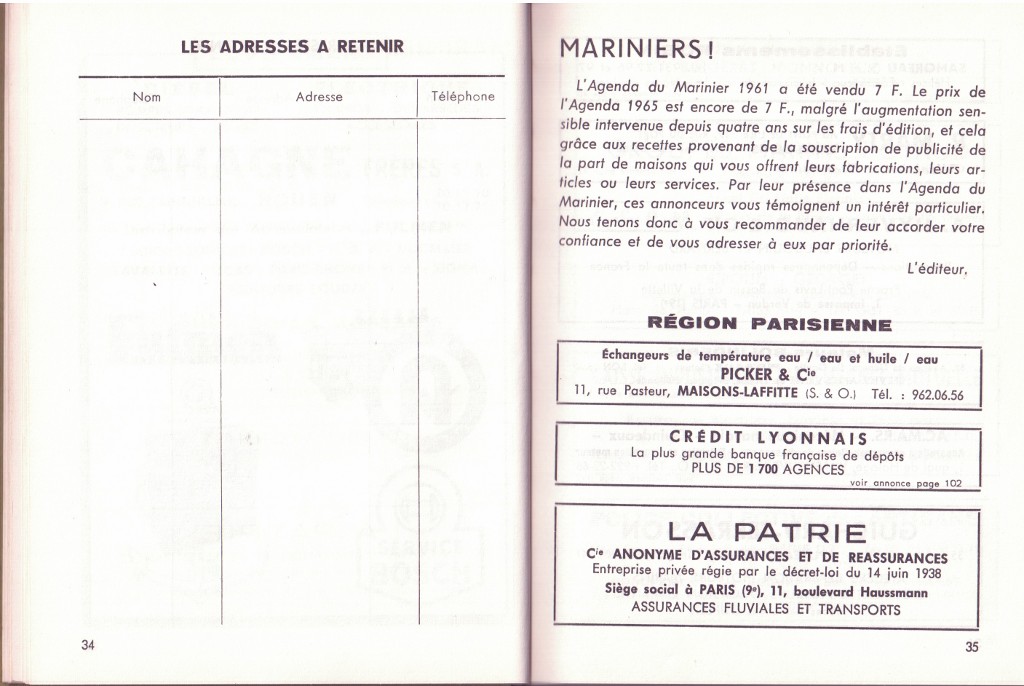 LES ADRESSES A RETENIR
Nom Adresse Téléphone
34
MARINIERS!
L'Agenda du Marinier 1961 a été vendu 7 F. Le prix de
l'Agenda 1965 est encore de 7 F., malgré l'augmentation sen-
sible intervenue depuis quatre ans sur les frais d'édition, et cela
grâce aux recettes provenant de la souscription de publicité de
la part de maisons qui vous offrent leurs fabrications, leurs ar-
ticles ou leurs services. Par leur présence dans l'Agenda du
Marinier, ces annonceurs vous témoignent un intérêt particulier.
Nous tenons donc à vous recommander de leur accorder votre
confiance et de vous adresser à eux par priorité.
L'éditeur.
RÉGION PARISIENNE
Échangeurs de température eau / eau et huile / eau
PICKER & Cie
11, rue Pasteur, MAISONS-LAFFITTE (S. & O.) Tél. : 962.06.56
CRÉDIT LYONNAIS
La plus grande banque française de dépôts
PLUS DE 1 700 AGENCES
voir annonce page 102
LA PATRIE
Cie ANONYME D'ASSURANCES ET DE REASSURANCES
Entreprise privée régie par le décret-loi du 14 juin 1938
Siège social à PARIS (9e), 11, boulevard Haussmann
ASSURANCES FLUVIALES ET TRANSPORTS
35